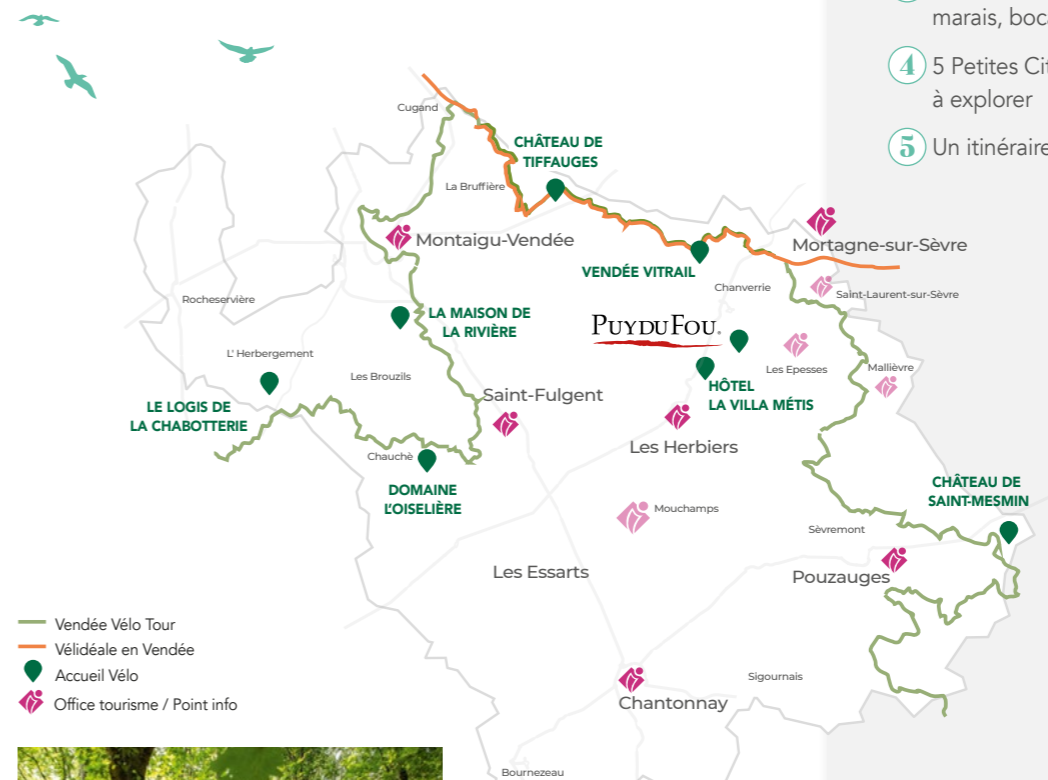 marais, boc
4 5 Petites Ci
à explorer
5 Un itinéraire
Cugand
CHÂTEAU DE
TIFFAUGES
La Bruffière
Montaigu-Vendée
Mortagne-sur-Sèvre
VENDÉE VITRAIL
Chanverrie
Saint-Laurent-sur-Sèvre
Rocheservière
LA MAISON DE
LA RIVIÈRE
PUYDUFOU
L' Herbergement
Les Brouzils
Les Epesses
Mallièvre
HÔTEL
LA VILLA MÉTIS
Saint-Fulgent
LE LOGIS DE
LA CHABOTTERIE
Les Herbiers
Chauchè
DOMAINE
L'OISELIÈRE
CHÂTEAU DE
SAINT-MESMIN
Mouchamps
Sèvremont
Les Essarts
Pouzauges
Vendée Vélo Tour
Vélidéale en Vendée
Accueil Vélo
Office tourisme / Point info
Sigournais
Chantonnay
Bournezeau